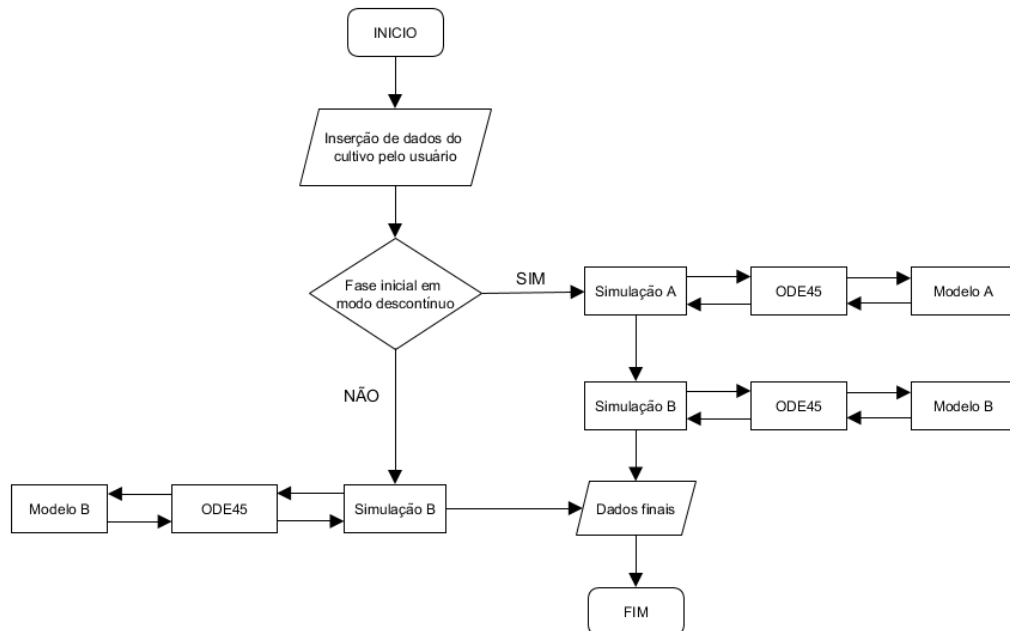 INICIO
Inserção de dados do
cultivo pelo usuário
Fase inicial em
modo descontínuo
SIM
Simulação A
ODE45
Modelo A
NÃO
Simulação B
ODE45
Modelo B
Modelo B
ODE45
Simulação B
Dados finais
FIM